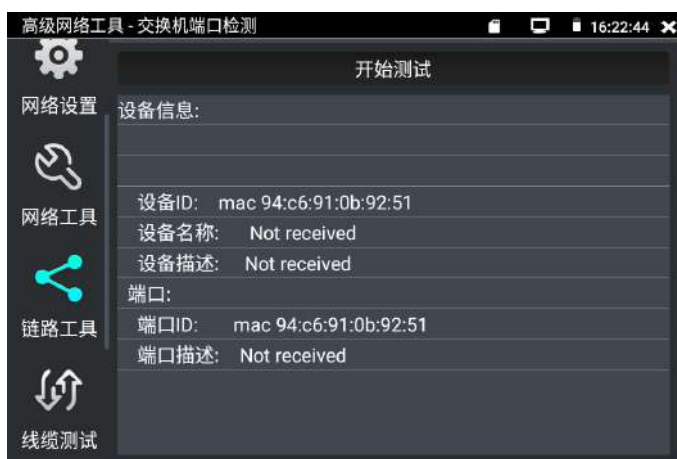 高级网络工具 - 交换机端口检测
16:22:44
开始测试
网络设置
网络工具
链路工具
线缆测试
设备信息:
设备ID: mac 94:c6:91:0b:92:51
设备名称: Not received
设备描述: Not received
端口:
端口ID: mac 94:c6:91:0b:92:51
端口描述: Not received